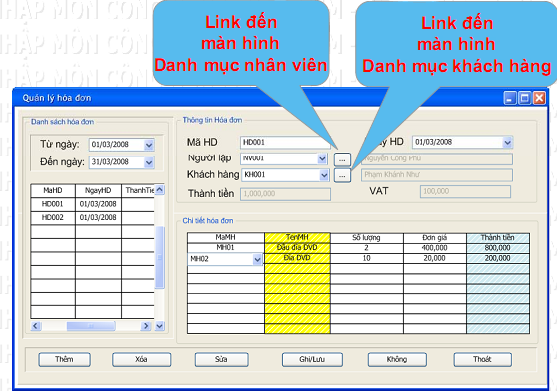 Link đến
màn hình
Danh mục nhân viên
Link đến
màn hình
Danh mục khách hàng
Quản lý hóa đơn
Danh sách hóa đơn
Từ ngày: 01/03/2008
Đến ngày: 31/03/2008
MaHD NgayHD ThanhTie
HD001 01/03/2008
HD002 01/03/2008
Thông tin Hóa đơn
Mã HD HD001 y HD 01/03/2008
Người lập NV001 ... Nguyễn Công Phú
Khách hàng KH001 ... Phạm Khánh Như
Thành tiền 1,000,000 VAT 100,000
Chi tiết hóa đơn
MaMH TenMH Số lượng Đơn giá Thành tiền
MH01 Đầu đĩa DVD 2 400,000 800,000
MH02 Đĩa DVD 10 20,000 200,000
Thêm Xóa Sửa Ghi/Lưu Không Thoát